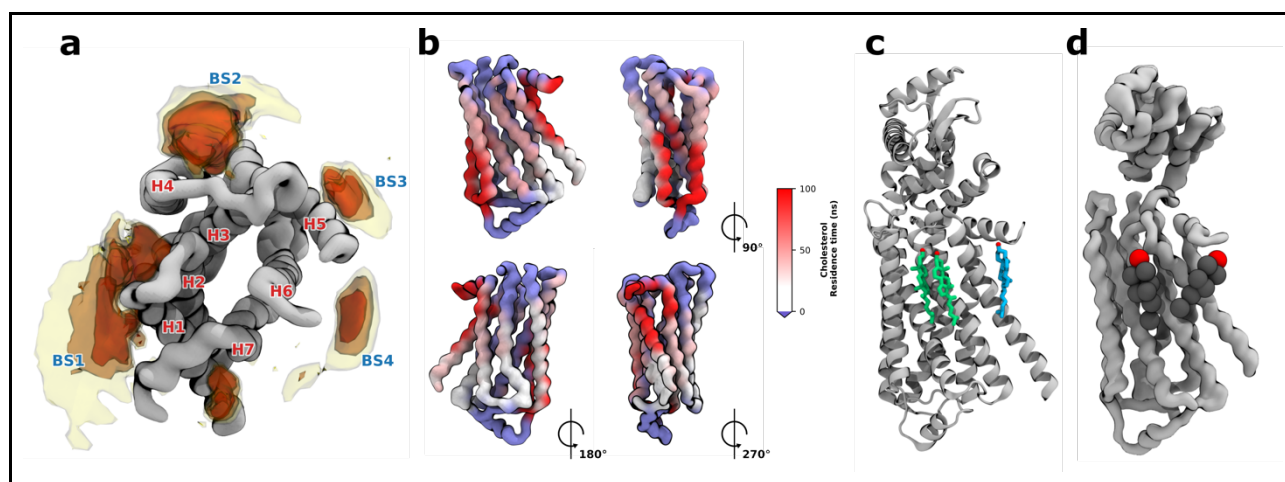 a
b
c
d
BS2
H4
BS3
H3
H5
H2
H6
H1
H7
BS1
BS4
100
50
0
Cholesterol
Residence time (ns)
90°
180°
270°